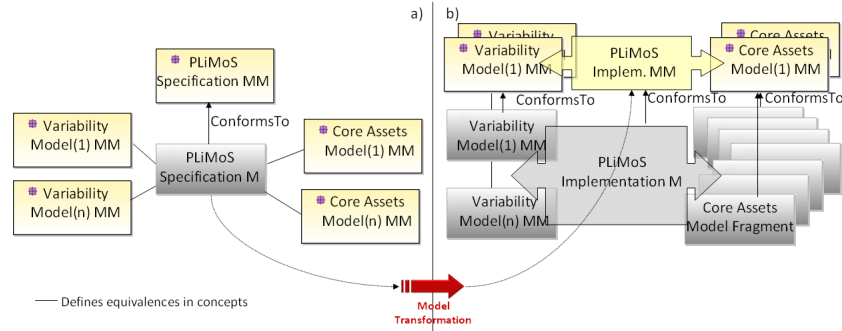 a)
PLiMoS
Specification MM
ConformsTo
Variability
Model(1) MM
Core Assets
Model(1) MM
PLiMoS
Specification M
Variability
Model(n) MM
Core Assets
Model(n) MM
Defines equivalences in concepts
Model
Transformation
b)
Variability
Variability
Model(1) MM
PLiMoS
Implem. MM
Core Assets
Core Assets
Model(1) MM
ConformsTo
ConformsTo
ConformsTo
Variability
Model(1) MM
PLiMoS
Implementation M
Variability
Model(n) MM
Core Assets
Model Fragment